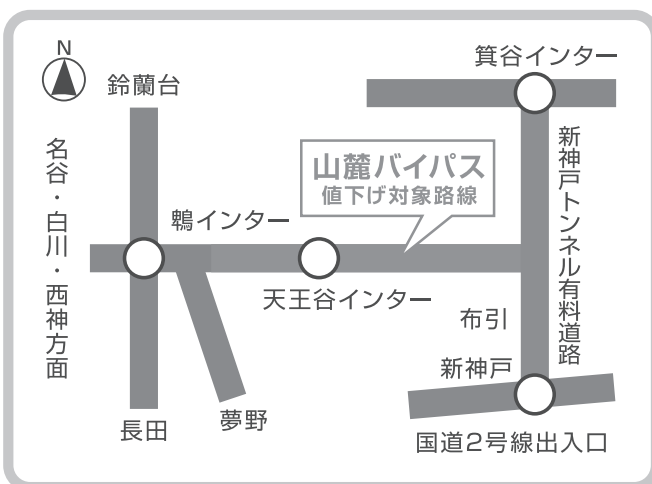 N
鈴蘭台
箕谷インター
名谷・白川・西神方面
山麓バイパス
値下げ対象路線
新神戸トンネル有料道路
鵯インター
天王谷インター
布引
新神戸
長田
夢野
国道2号線出入口